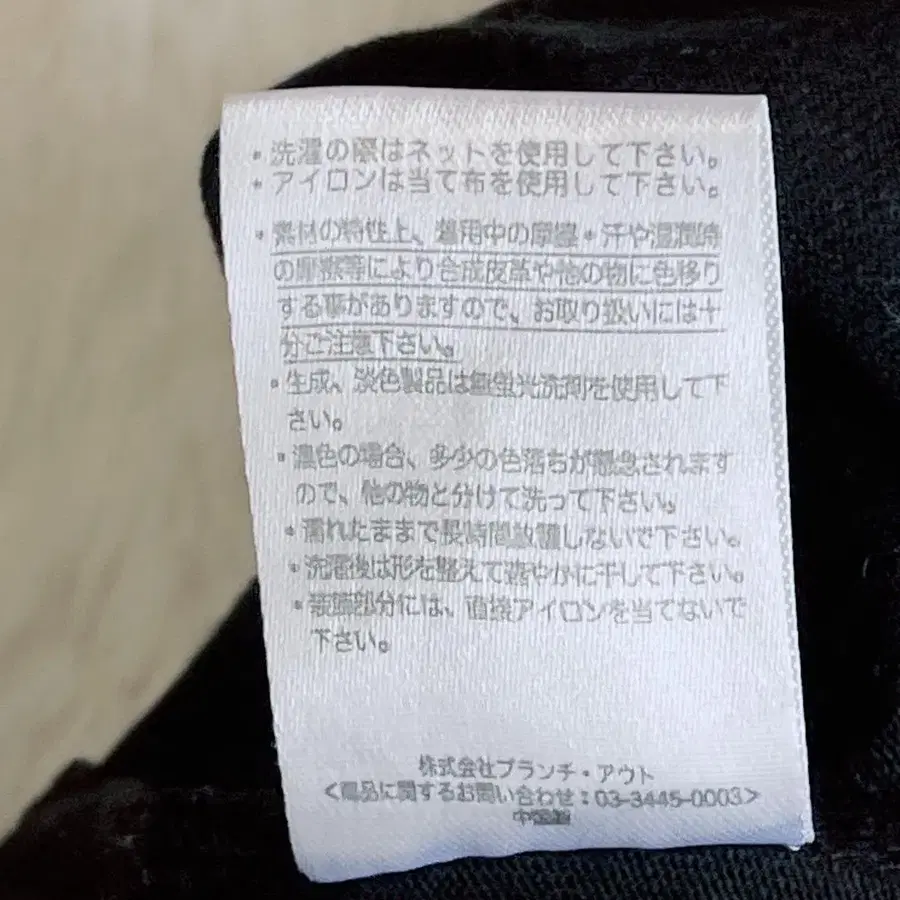 ・洗濯の際はネットを使用して下さい。
・アイロンは当て布を使用して下さい。
・素材の特性上、着用中の摩擦・汗や湿潤時
の摩擦等により合成皮革や他の物に色移り
する事がありますので、お取り扱いには十
分ご注意下さい。
・生成、淡色製品は無蛍光洗剤を使用して下
さい。
・濃色の場合、多少の色落ちが懸念されます
ので、他の物と分けて洗って下さい。
・濡れたままで長時間放置しないで下さい。
・洗濯後は形を整えて速やかに干して下さい。
・装飾部分には、直接アイロンを当てないで
下さい。
株式会社ブランチ・アウト
<商品に関するお問い合わせ：03-3445-0003>
中国製